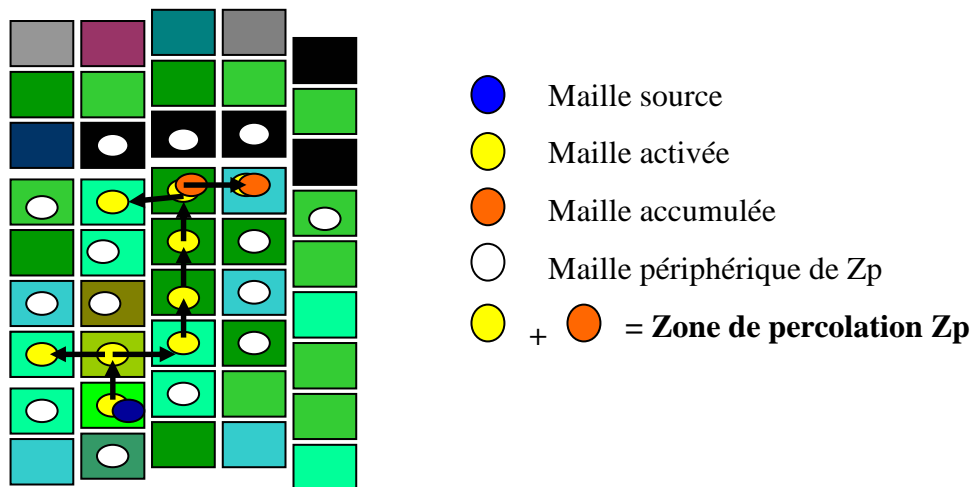 Maille source
Maille activée
Maille accumulée
Maille périphérique de Zp
+ = Zone de percolation Zp